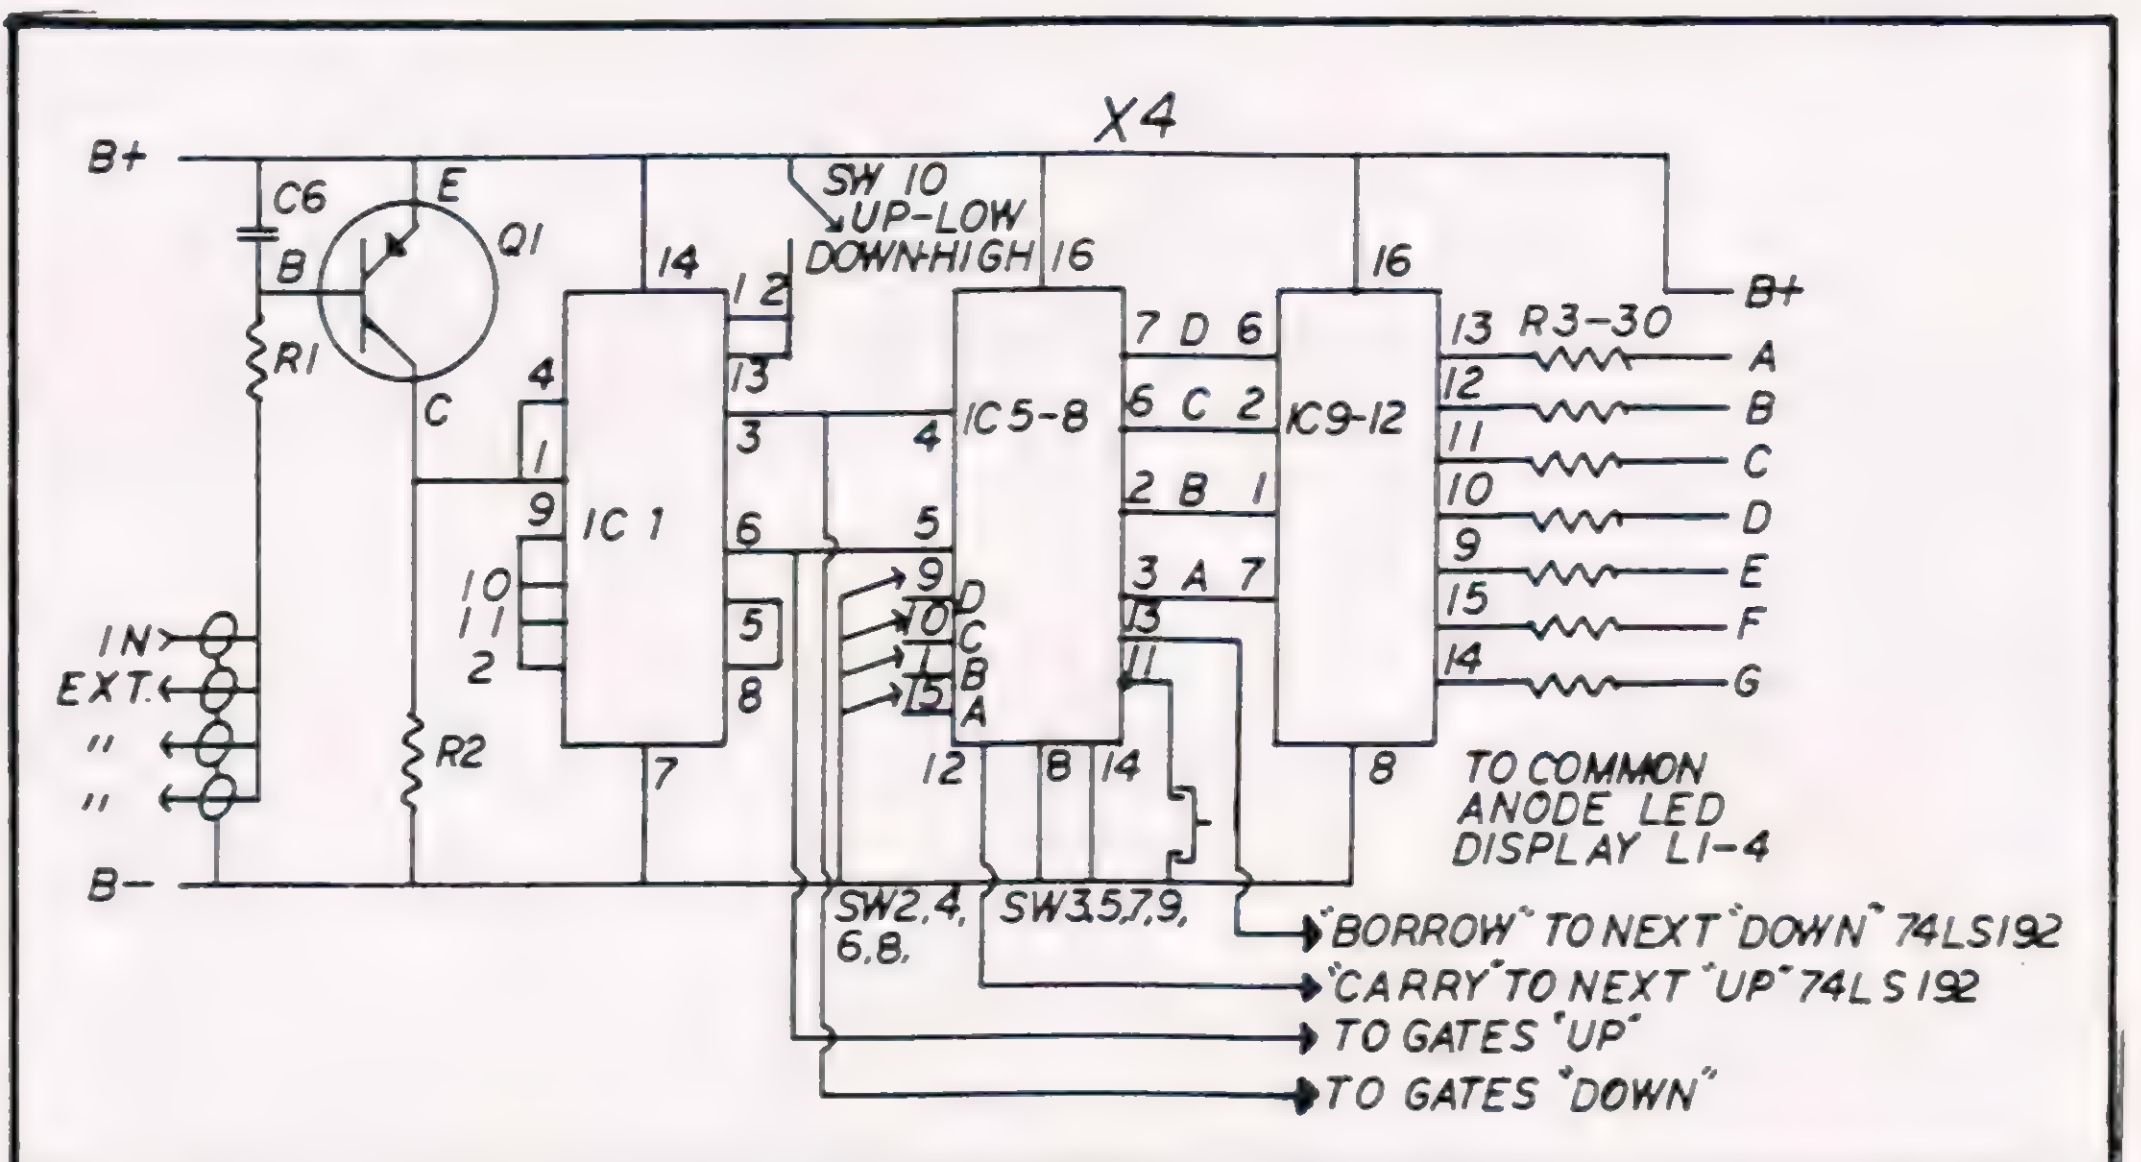 X4
B+
C6
E
B
Q1
R1
C
R2
IN
EXT.
"
"
B-
SW 10
UP-LOW
DOWN-HIGH
14
12
13
4
1
9
10
11
2
IC 1
3
6
5
8
7
16
4
5
9 D
10 C
1 B
15 A
IC5-8
7 D 6
6 C 2
2 B 1
3 A 7
13
11
12
8
14
16
IC9-12
8
B+
13 R3-30 A
12 B
11 C
10 D
9 E
15 F
14 G
TO COMMON
ANODE LED
DISPLAY L1-4
SW2,4,
6,8,
SW3,5,7,9,
"BORROW" TO NEXT "DOWN" 74LS192
"CARRY" TO NEXT "UP" 74LS192
TO GATES "UP"
TO GATES "DOWN"